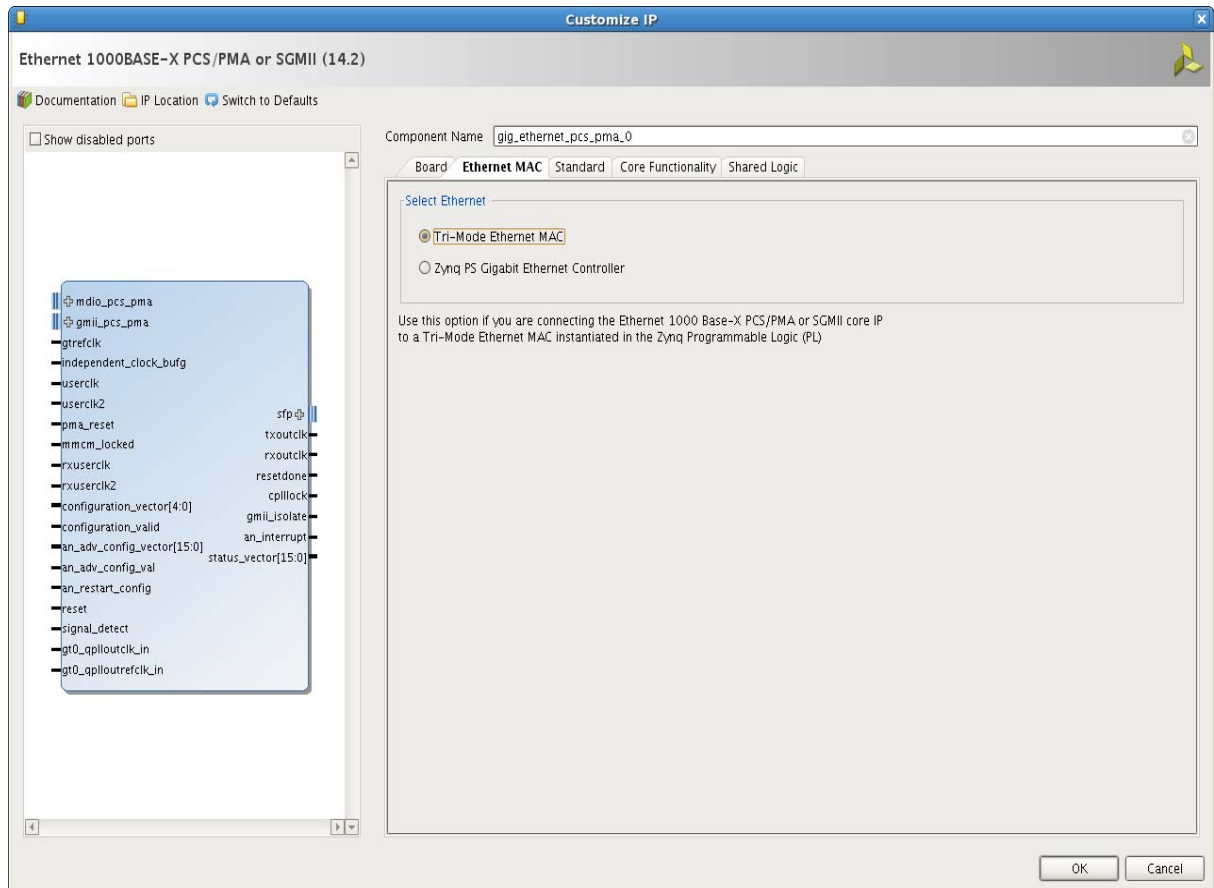 Customize IP
Ethernet 1000BASE-X PCS/PMA or SGMII (14.2)
Documentation IP Location Switch to Defaults
Show disabled ports
mdio_pcs_pma
gmii_pcs_pma
gtrefclk
independent_clock_bufg
userclk
userclk2
pma_reset
mmcm_locked
rxuserclk
rxuserclk2
configuration_vector[4:0]
configuration_valid
an_adv_config_vector[15:0]
an_adv_config_val
an_restart_config
reset
signal_detect
gt0_qplloutclk_in
gt0_qplloutrefclk_in
sfp
txoutclk
rxoutclk
resetdone
cplllock
gmii_isolate
an_interrupt
status_vector[15:0]
Component Name gig_ethernet_pcs_pma_0
Board Ethernet MAC Standard Core Functionality Shared Logic
Select Ethernet
Tri-Mode Ethernet MAC
Zynq PS Gigabit Ethernet Controller
Use this option if you are connecting the Ethernet 1000 Base-X PCS/PMA or SGMII core IP
to a Tri-Mode Ethernet MAC instantiated in the Zynq Programmable Logic (PL)
OK Cancel